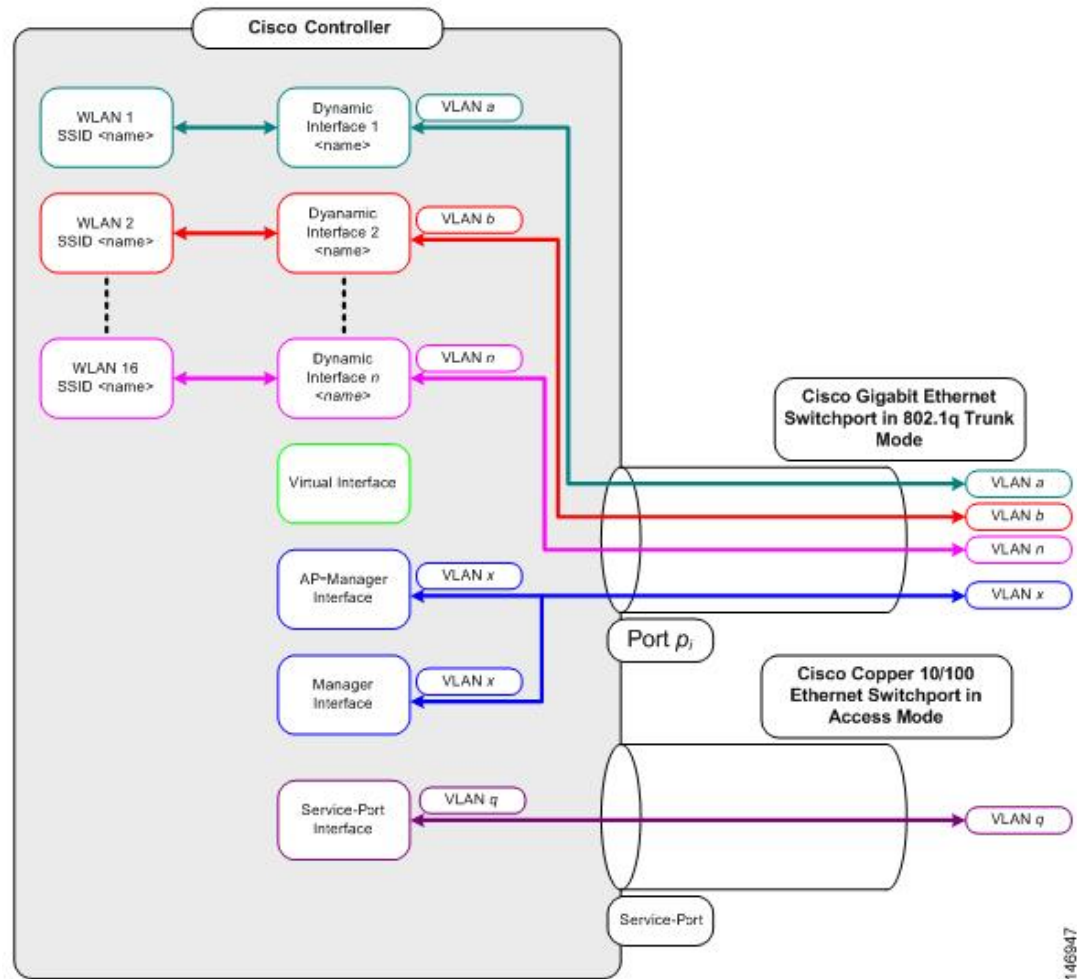 Cisco Controller
WLAN 1
SSID <name>
Dynamic
Interface 1
<name>
VLAN a
WLAN 2
SSID <name>
Dyanamic
Interface 2
<name>
VLAN b
WLAN 16
SSID <name>
Dynamic
Interface n
<name>
VLAN n
Cisco Gigabit Ethernet
Switchport in 802.1q Trunk
Mode
Virtual Interface
VLAN a
VLAN b
VLAN n
AP-Manager
Interface
VLAN x
VLAN x
Port pi
Manager
Interface
VLAN x
Cisco Copper 10/100
Ethernet Switchport in
Access Mode
Service-Port
Interface
VLAN q
VLAN q
Service-Port
146947